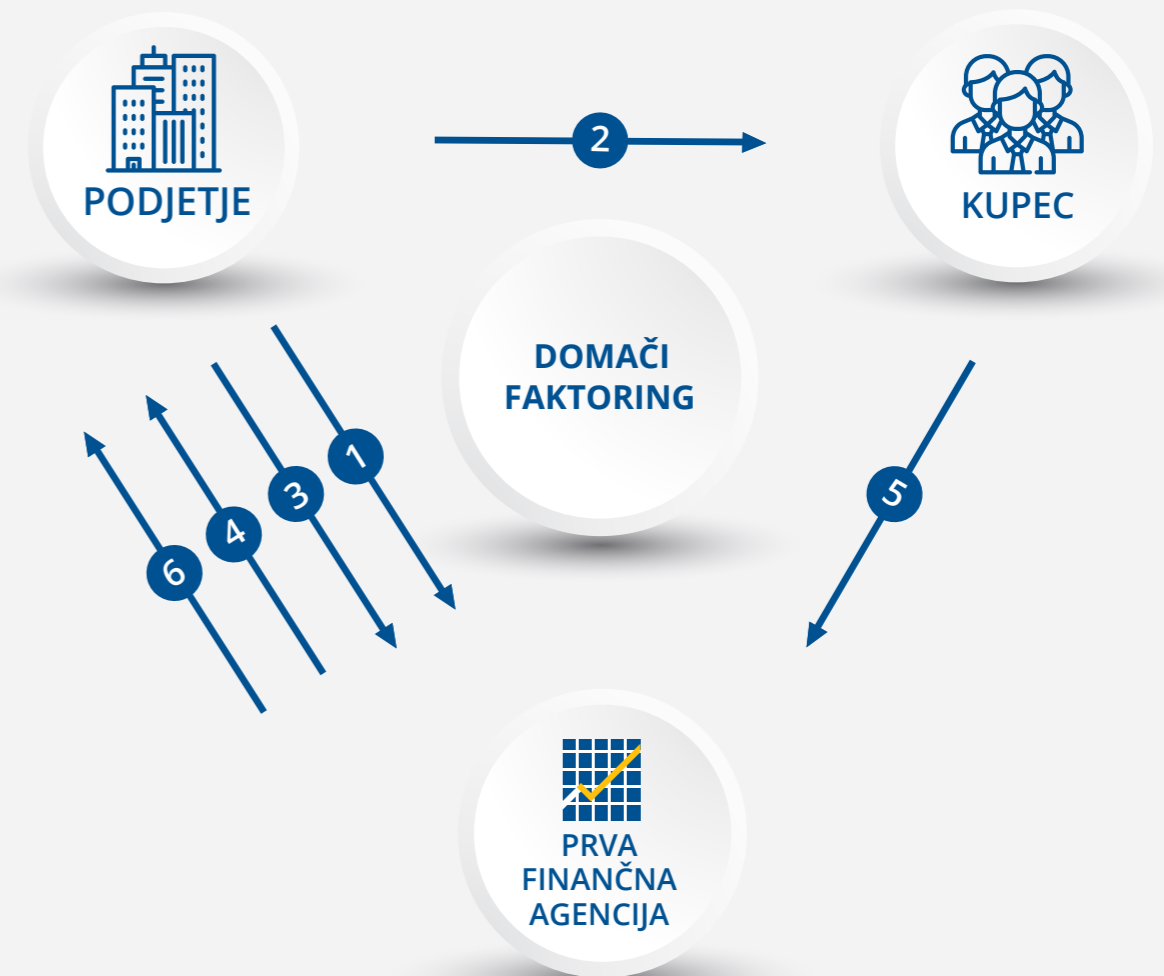 PODJETJE
2
KUPEC
DOMAČI
FAKTORING
1
3
4
6
5
PRVA
FINANČNA
AGENCIJA